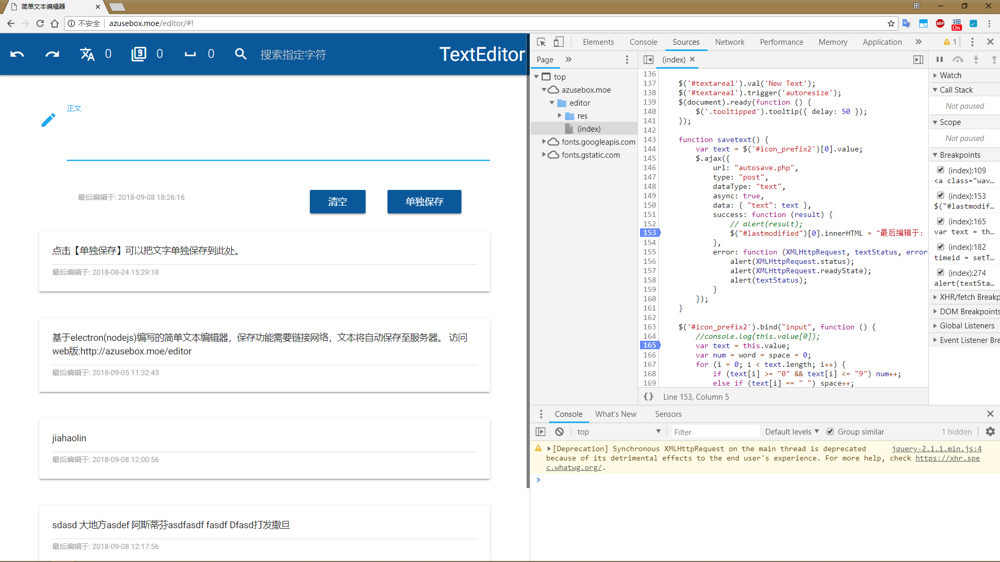 简单文本编辑器
不安全 azusebox.moe/editor/#!
ABP
On
0 9 0 0 搜索指定字符 TextEditor
正文
最后编辑于: 2018-09-08 18:26:16
清空 单独保存
点击【单独保存】可以把文字单独保存到此处。
最后编辑于: 2018-08-24 15:29:18
基于electron(nodejs)编写的简单文本编辑器，保存功能需要链接网络，文本将自动保存至服务器。 访问
web版:http://azusebox.moe/editor
最后编辑于: 2018-09-05 11:32:43
jiahaolin
最后编辑于: 2018-09-08 12:00:56
sdasd 大地方asdef 阿斯蒂芬asdfasdf fasdf Dfasd打发撒旦
最后编辑于: 2018-09-08 12:17:56
Elements Console Sources Network Performance Memory Application » 1
Page »
top
azusebox.moe
editor
res
(index)
fonts.googleapis.com
fonts.gstatic.com
(index)
136
137 $('#textarea1').val('New Text');
138 $('#textarea1').trigger('autoresize');
139 $(document).ready(function () {
140 $('.tooltipped').tooltip({ delay: 50 });
141 });
142
143 function savetext() {
144 var text = $('#icon_prefix2')[0].value;
145 $.ajax({
146 url: "autosave.php",
147 type: "post",
148 dataType: "text",
149 async: true,
150 data: { "text": text },
151 success: function (result) {
152 // alert(result);
153 $("#lastmodified")[0].innerHTML = "最后编辑于:
154 },
155 error: function (XMLHttpRequest, textStatus, error
156 alert(XMLHttpRequest.status);
157 alert(XMLHttpRequest.readyState);
158 alert(textStatus);
159 }
160 });
161 }
162
163 $('#icon_prefix2').bind("input", function () {
164 //console.log(this.value[0]);
165 var text = this.value;
166 var num = word = space = 0;
167 for (i = 0; i < text.length; i++) {
168 if (text[i] >= "0" && text[i] <= "9") num++;
169 else if (text[i] == " ") space++;
{} Line 153, Column 5
Watch
Call Stack
Not paused
Scope
Not paused
Breakpoints
(index):109
<a class="wav…
(index):153
$("#lastmodif…
(index):165
var text = th…
(index):182
timeid = setT…
(index):274
alert(textSta…
XHR/fetch Breakp
DOM Breakpoints
Global Listeners
Event Listener Bre
Console What's New Sensors
top Filter Default levels Group similar 1 hidden
[Deprecation] Synchronous XMLHttpRequest on the main thread is deprecated jquery-2.1.1.min.js:4
because of its detrimental effects to the end user's experience. For more help, check https://xhr.spe
c.whatwg.org/.